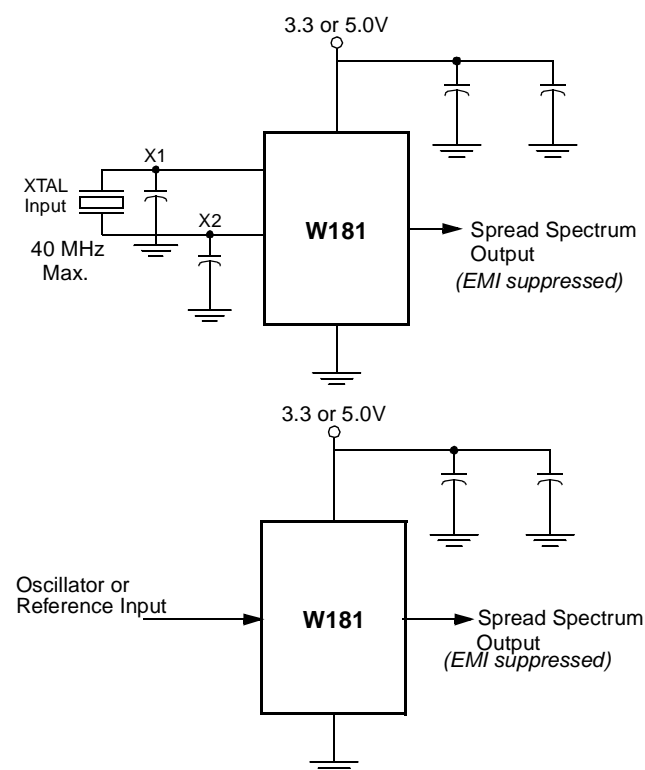 3.3 or 5.0V
X1
XTAL
Input
X2
40 MHz
Max.
W181
Spread Spectrum
Output
(EMI suppressed)
3.3 or 5.0V
Oscillator or
Reference Input
W181
Spread Spectrum
Output
(EMI suppressed)